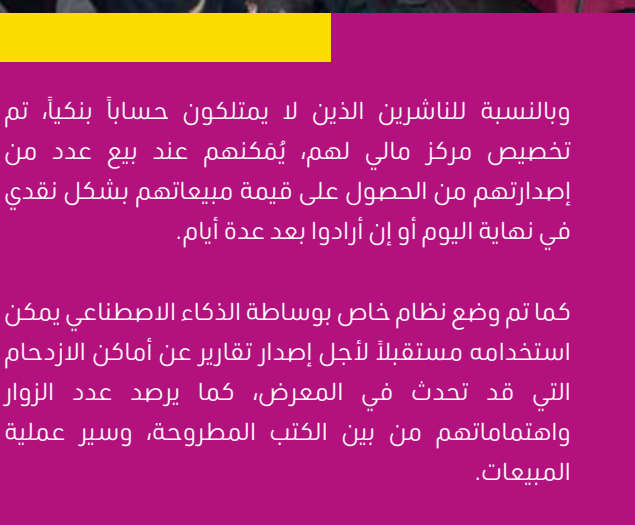 وبالنسبة للناشرين الذين لا يمتلكون حساباً بنكياً، تم
تخصيص مركز مالي لهم، يُمَكنهم عند بيع عدد من
إصدارتهم من الحصول على قيمة مبيعاتهم بشكل نقدي
في نهاية اليوم أو إن أرادوا بعد عدة أيام.
كما تم وضع نظام خاص بوساطة الذكاء الاصطناعي يمكن
استخدامه مستقبلاً لأجل إصدار تقارير عن أماكن الازدحام
التي قد تحدث في المعرض، كما يرصد عدد الزوار
واهتماماتهم من بين الكتب المطروحة، وسير عملية
المبيعات.